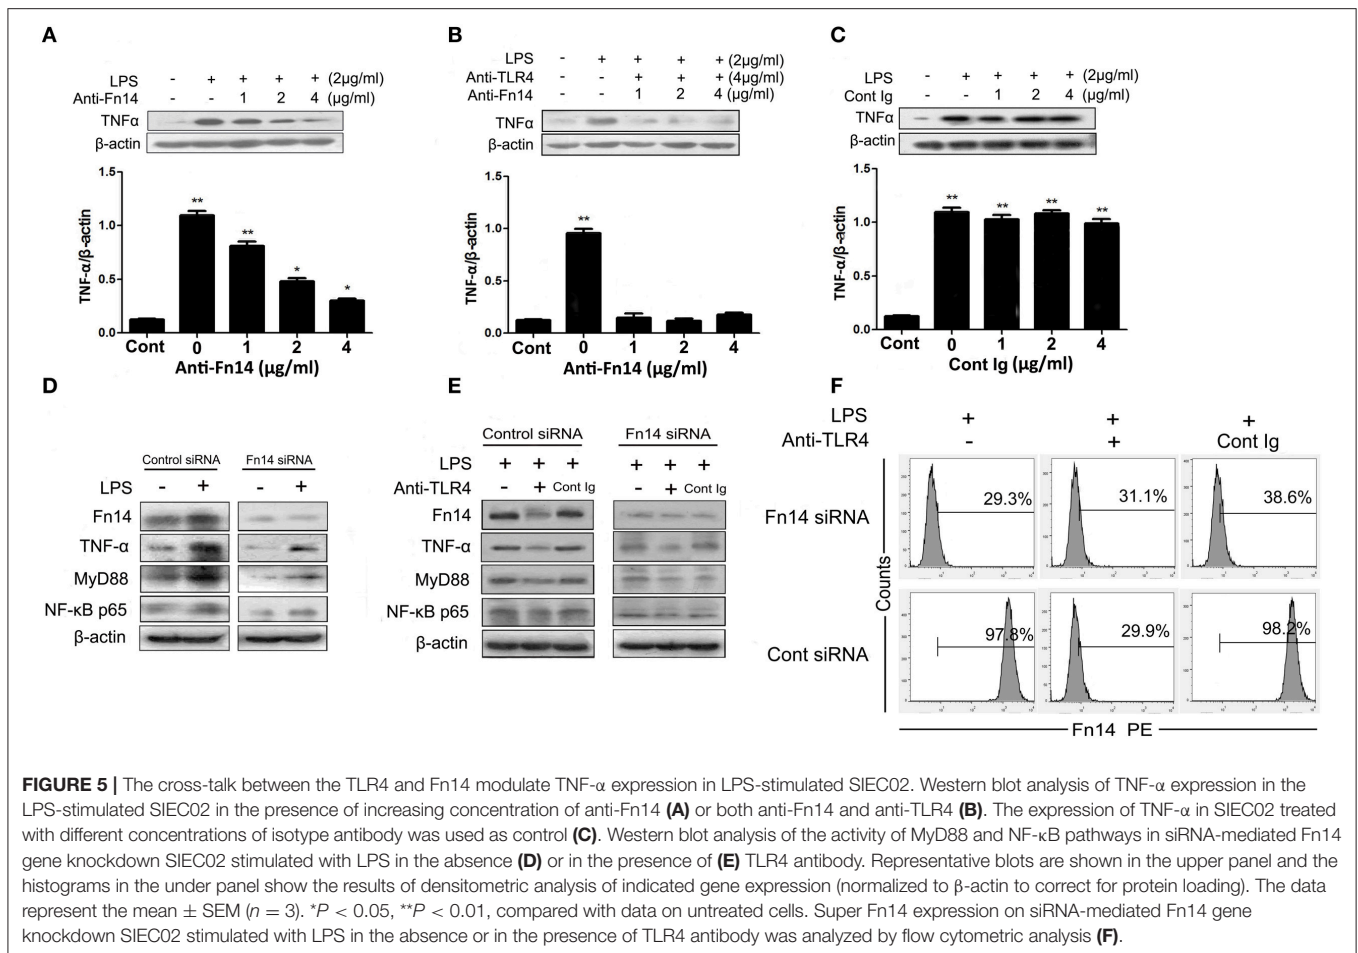 A
LPS - + + + + (2μg/ml)
Anti-Fn14 - - 1 2 4 (μg/ml)
TNFα
β-actin
TNF-α/β-actin
1.5
1.0
0.5
0.0
** ** * *
Cont 0 1 2 4
Anti-Fn14 (μg/ml)
B
LPS - + + + + (2μg/ml)
Anti-TLR4 - - + + + (4μg/ml)
Anti-Fn14 - - 1 2 4 (μg/ml)
TNFα
β-actin
TNF-α/β-actin
1.5
1.0
0.5
0.0
**
Cont 0 1 2 4
Anti-Fn14 (μg/ml)
C
LPS - + + + + (2μg/ml)
Cont Ig - - 1 2 4 (μg/ml)
TNFα
β-actin
TNF-α/β-actin
1.5
1.0
0.5
0.0
** ** ** **
Cont 0 1 2 4
Cont Ig (μg/ml)
D
Control siRNA Fn14 siRNA
LPS - + - +
Fn14
TNF-α
MyD88
NF-κB p65
β-actin
E
Control siRNA Fn14 siRNA
LPS + + + + + +
Anti-TLR4 - + Cont Ig - + Cont Ig
Fn14
TNF-α
MyD88
NF-κB p65
β-actin
F
LPS + + +
Anti-TLR4 - + Cont Ig
Fn14 siRNA 29.3% 31.1% 38.6%
Counts
Cont siRNA 97.8% 29.9% 98.2%
Fn14 PE
FIGURE 5 | The cross-talk between the TLR4 and Fn14 modulate TNF-α expression in LPS-stimulated SIEC02. Western blot analysis of TNF-α expression in the
LPS-stimulated SIEC02 in the presence of increasing concentration of anti-Fn14 (A) or both anti-Fn14 and anti-TLR4 (B). The expression of TNF-α in SIEC02 treated
with different concentrations of isotype antibody was used as control (C). Western blot analysis of the activity of MyD88 and NF-κB pathways in siRNA-mediated Fn14
gene knockdown SIEC02 stimulated with LPS in the absence (D) or in the presence of (E) TLR4 antibody. Representative blots are shown in the upper panel and the
histograms in the under panel show the results of densitometric analysis of indicated gene expression (normalized to β-actin to correct for protein loading). The data
represent the mean ± SEM (n = 3). *P < 0.05, **P < 0.01, compared with data on untreated cells. Super Fn14 expression on siRNA-mediated Fn14 gene
knockdown SIEC02 stimulated with LPS in the absence or in the presence of TLR4 antibody was analyzed by flow cytometric analysis (F).